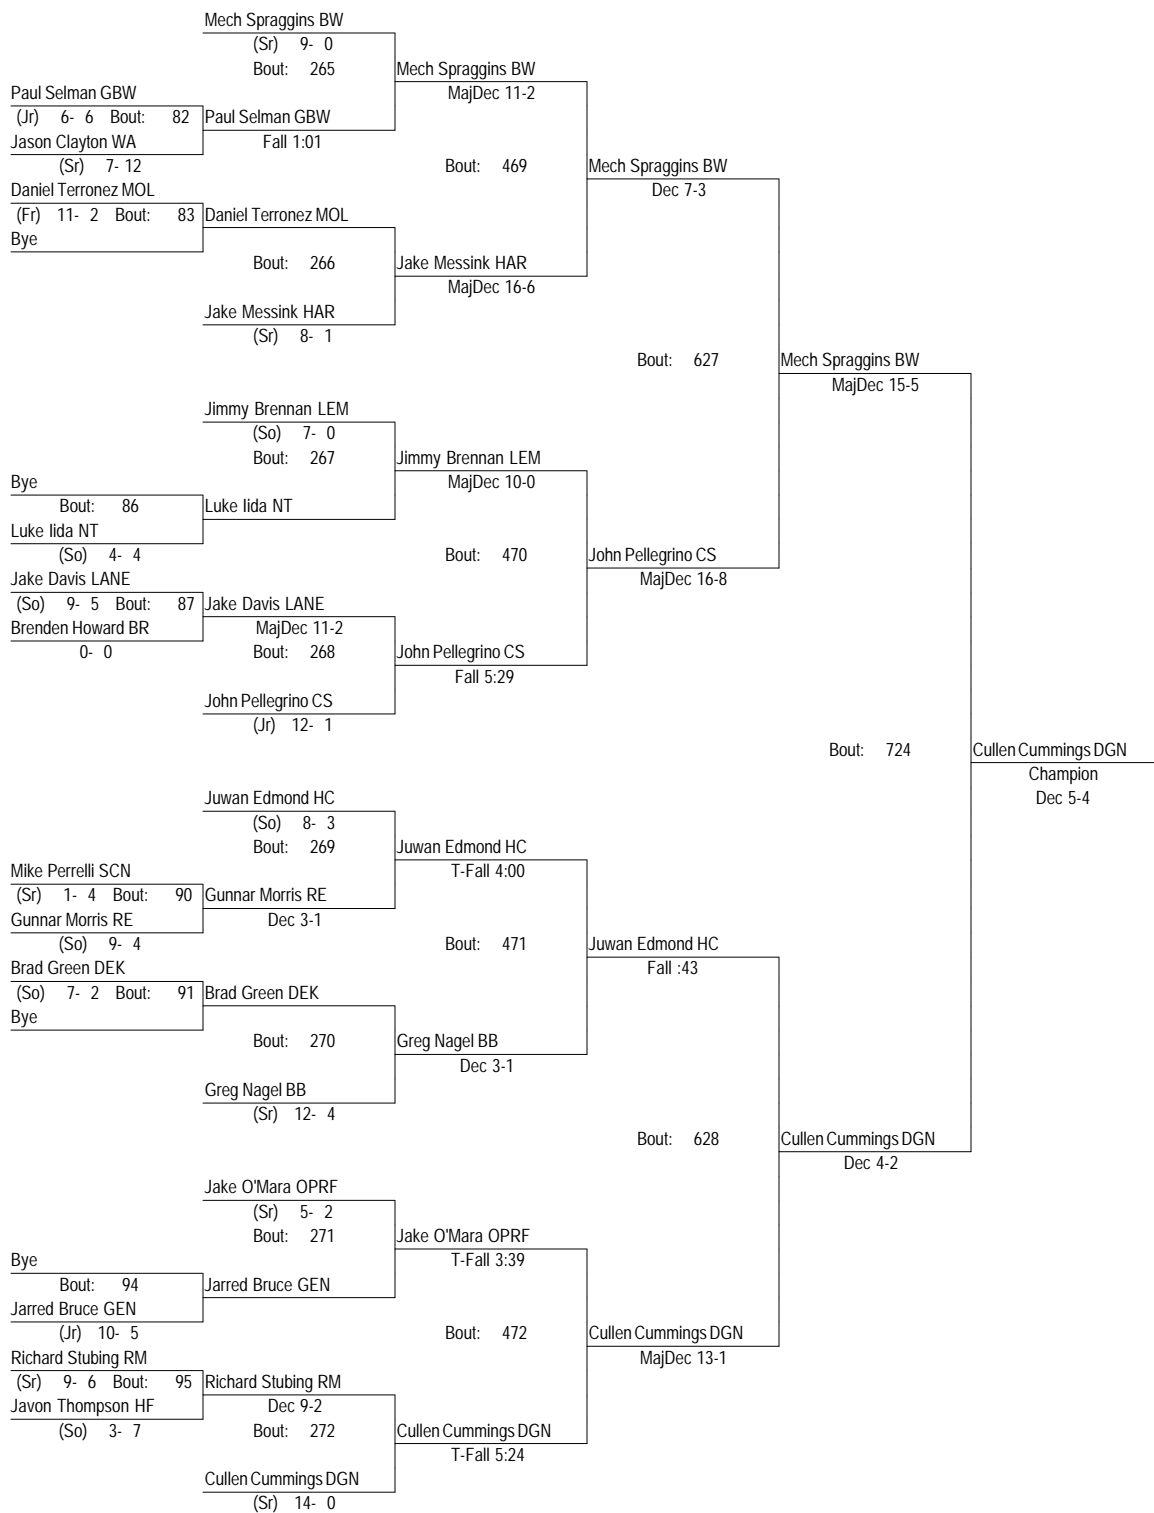 Mech Spraggins BW
(Sr) 9- 0
Bout: 265
Mech Spraggins BW
MajDec 11-2
Paul Selman GBW
(Jr) 6- 6 Bout: 82
Paul Selman GBW
Fall 1:01
Jason Clayton WA
(Sr) 7- 12
Bout: 469
Mech Spraggins BW
Dec 7-3
Daniel Terronez MOL
(Fr) 11- 2 Bout: 83
Daniel Terronez MOL
Bye
Bout: 266
Jake Messink HAR
MajDec 16-6
Jake Messink HAR
(Sr) 8- 1
Bout: 627
Mech Spraggins BW
MajDec 15-5
Jimmy Brennan LEM
(So) 7- 0
Bout: 267
Jimmy Brennan LEM
MajDec 10-0
Bye
Bout: 86
Luke Iida NT
Luke Iida NT
(So) 4- 4
Bout: 470
John Pellegrino CS
MajDec 16-8
Jake Davis LANE
(So) 9- 5 Bout: 87
Jake Davis LANE
MajDec 11-2
Brenden Howard BR
0- 0
Bout: 268
John Pellegrino CS
Fall 5:29
John Pellegrino CS
(Jr) 12- 1
Bout: 724
Cullen Cummings DGN
Champion
Dec 5-4
Juwan Edmond HC
(So) 8- 3
Bout: 269
Juwan Edmond HC
T-Fall 4:00
Mike Perrelli SCN
(Sr) 1- 4 Bout: 90
Gunnar Morris RE
Dec 3-1
Gunnar Morris RE
(So) 9- 4
Bout: 471
Juwan Edmond HC
Fall :43
Brad Green DEK
(So) 7- 2 Bout: 91
Brad Green DEK
Bye
Bout: 270
Greg Nagel BB
Dec 3-1
Greg Nagel BB
(Sr) 12- 4
Bout: 628
Cullen Cummings DGN
Dec 4-2
Jake O'Mara OPRF
(Sr) 5- 2
Bout: 271
Jake O'Mara OPRF
T-Fall 3:39
Bye
Bout: 94
Jarred Bruce GEN
Jarred Bruce GEN
(Jr) 10- 5
Bout: 472
Cullen Cummings DGN
MajDec 13-1
Richard Stubing RM
(Sr) 9- 6 Bout: 95
Richard Stubing RM
Dec 9-2
Javon Thompson HF
(So) 3- 7
Bout: 272
Cullen Cummings DGN
T-Fall 5:24
Cullen Cummings DGN
(Sr) 14- 0